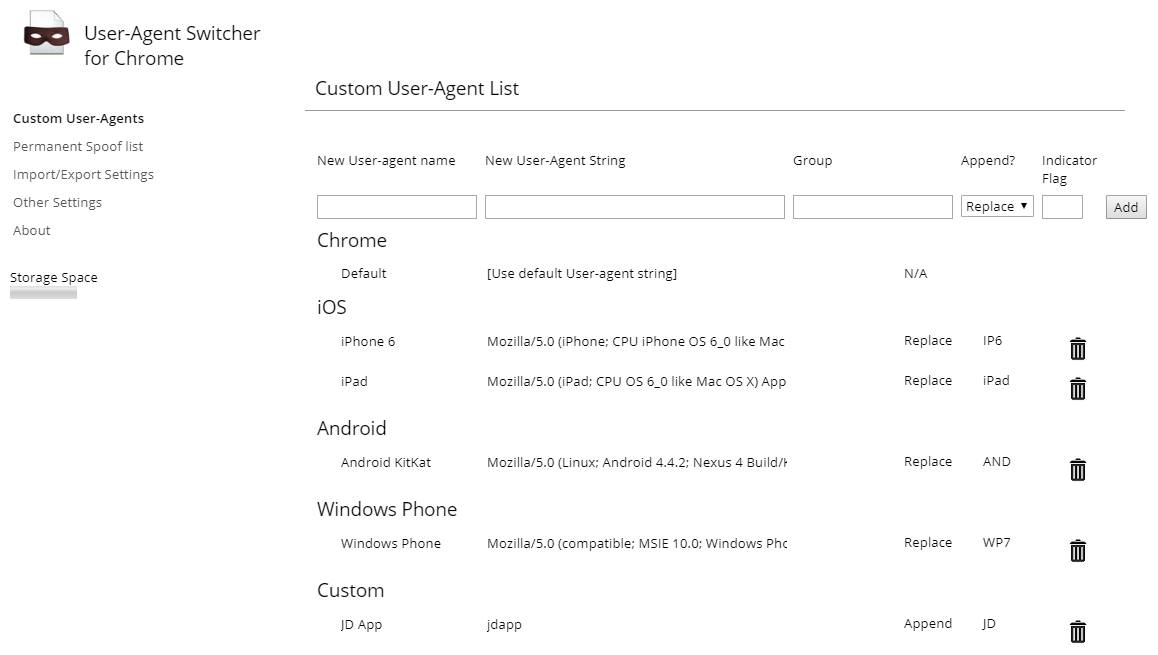 User-Agent Switcher
for Chrome
Custom User-Agent List
Custom User-Agents
Permanent Spoof list
Import/Export Settings
Other Settings
About
Storage Space
New User-agent name New User-Agent String Group Append? Indicator
Flag
Replace Add
Chrome
Default [Use default User-agent string] N/A
iOS
iPhone 6 Mozilla/5.0 (iPhone; CPU iPhone OS 6_0 like Mac Replace IP6
iPad Mozilla/5.0 (iPad; CPU OS 6_0 like Mac OS X) App Replace iPad
Android
Android KitKat Mozilla/5.0 (Linux; Android 4.4.2; Nexus 4 Build/ Replace AND
Windows Phone
Windows Phone Mozilla/5.0 (compatible; MSIE 10.0; Windows Pho Replace WP7
Custom
JD App jdapp Append JD